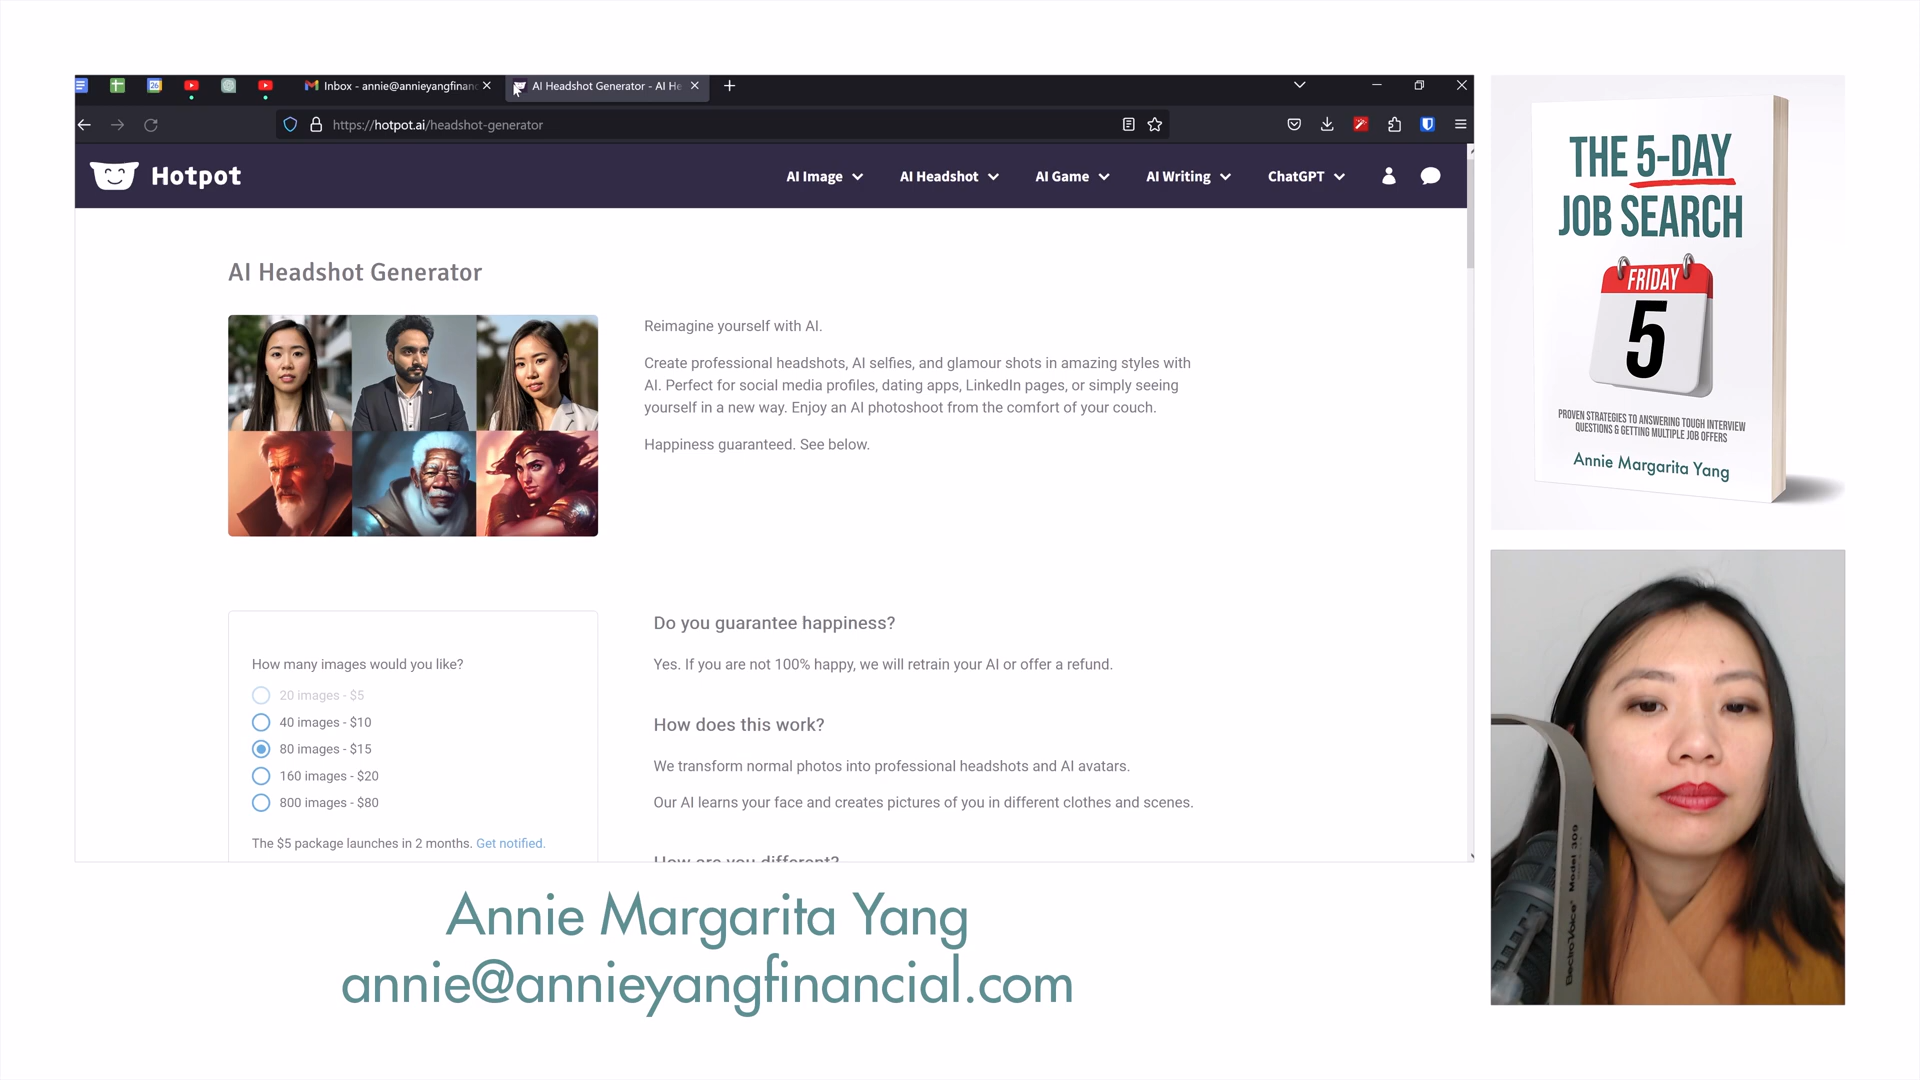 Inbox - annie@annieyangfinanc
AI Headshot Generator - AI He
https://hotpot.ai/headshot-generator
Hotpot
AI Image
AI Headshot
AI Game
AI Writing
ChatGPT
AI Headshot Generator
Reimagine yourself with AI.
Create professional headshots, AI selfies, and glamour shots in amazing styles with
AI. Perfect for social media profiles, dating apps, LinkedIn pages, or simply seeing
yourself in a new way. Enjoy an AI photoshoot from the comfort of your couch.
Happiness guaranteed. See below.
How many images would you like?
20 images - $5
40 images - $10
80 images - $15
160 images - $20
800 images - $80
The $5 package launches in 2 months. Get notified.
Do you guarantee happiness?
Yes. If you are not 100% happy, we will retrain your AI or offer a refund.
How does this work?
We transform normal photos into professional headshots and AI avatars.
Our AI learns your face and creates pictures of you in different clothes and scenes.
How are you different?
THE 5-DAY
JOB SEARCH
FRIDAY
5
PROVEN STRATEGIES TO ANSWERING TOUGH INTERVIEW
QUESTIONS & GETTING MULTIPLE JOB OFFERS
Annie Margarita Yang
ElectroVoice® Model 309
Annie Margarita Yang
annie@annieyangfinancial.com